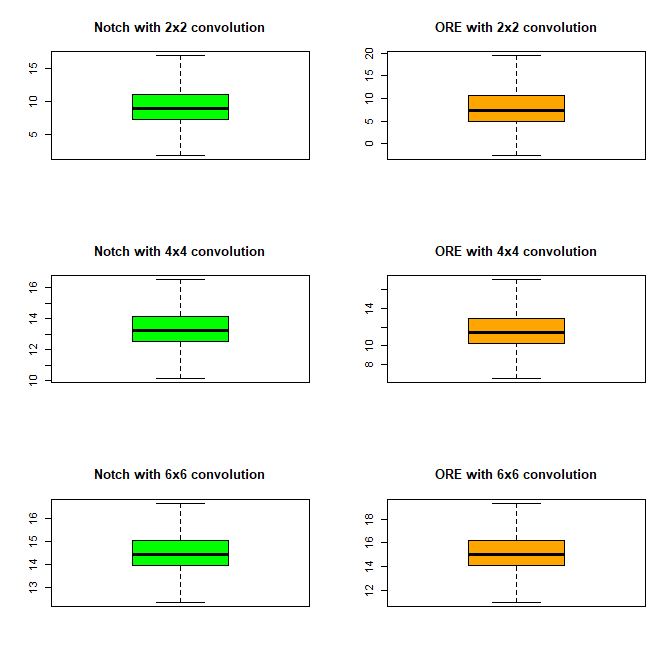 Notch with 2x2 convolution
5 10 15
ORE with 2x2 convolution
0 5 10 15 20
Notch with 4x4 convolution
10 12 14 16
ORE with 4x4 convolution
8 10 14
Notch with 6x6 convolution
13 14 15 16
ORE with 6x6 convolution
12 14 16 18